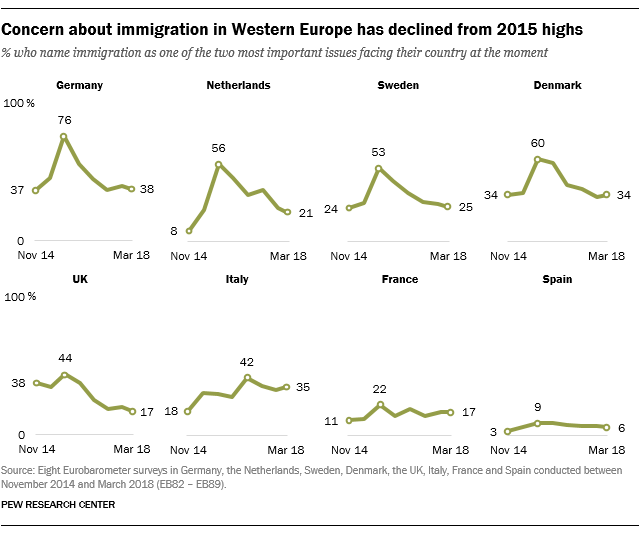 Concern about immigration in Western Europe has declined from 2015 highs
% who name immigration as one of the two most important issues facing their country at the moment
Germany Netherlands Sweden Denmark
100 %
76
56
53
60
37 38
8 21
24 25
34 34
0
Nov 14 Mar 18 Nov 14 Mar 18 Nov 14 Mar 18 Nov 14 Mar 18
UK Italy France Spain
100 %
44
42
22
9
38 17
18 35
11 17
3 6
0
Nov 14 Mar 18 Nov 14 Mar 18 Nov 14 Mar 18 Nov 14 Mar 18
Source: Eight Eurobarometer surveys in Germany, the Netherlands, Sweden, Denmark, the UK, Italy, France and Spain conducted between
November 2014 and March 2018 (EB82 – EB89).
PEW RESEARCH CENTER